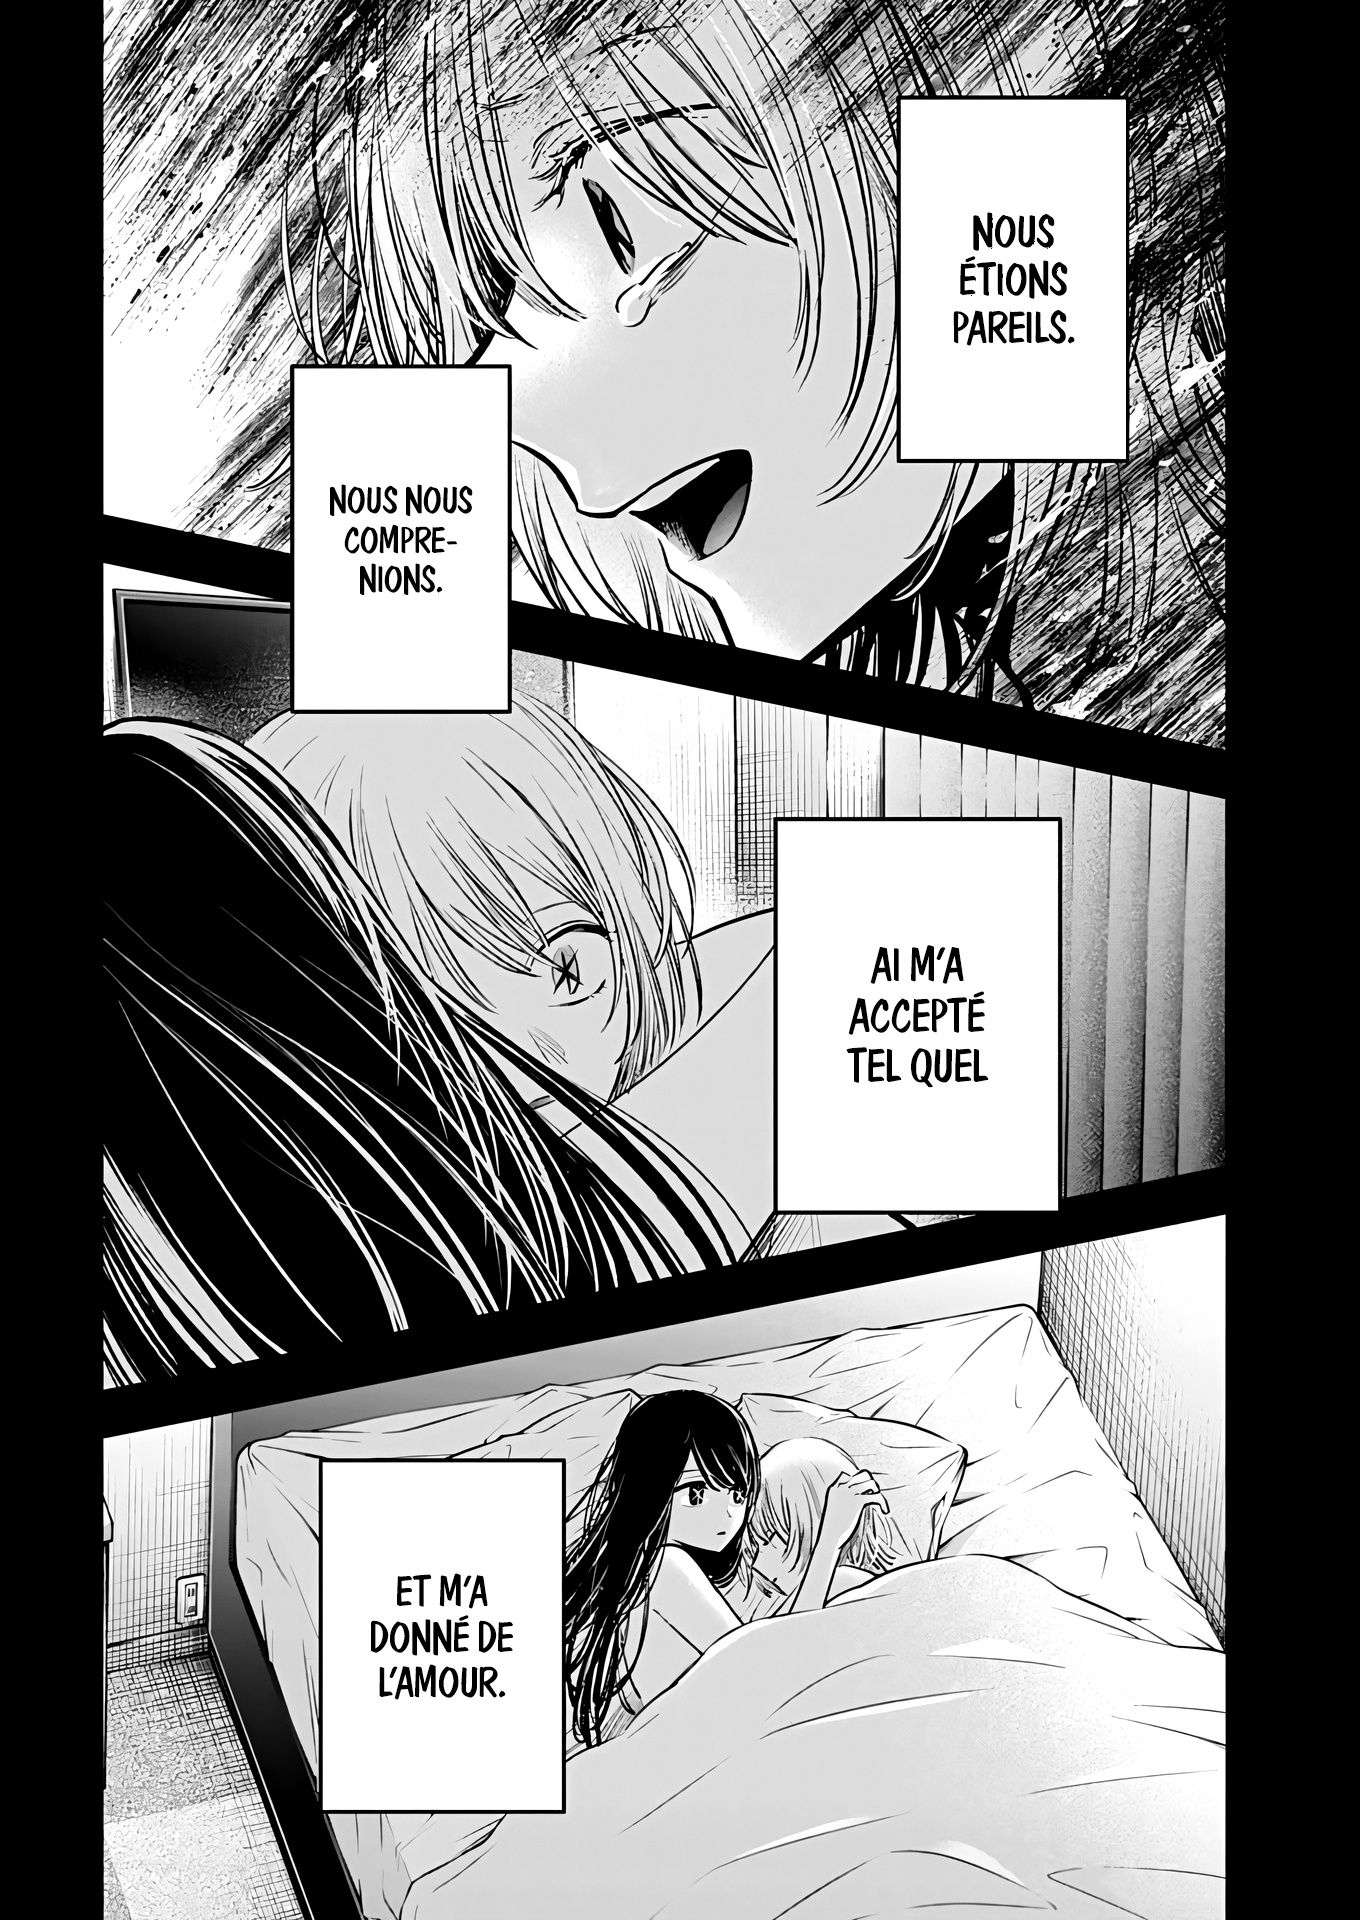 NOUS
ÉTIONS
PAREILS.
NOUS NOUS
COMPRE-
NIONS.
AI M'A
ACCEPTÉ
TEL QUEL
ET M'A
DONNÉ DE
L'AMOUR.